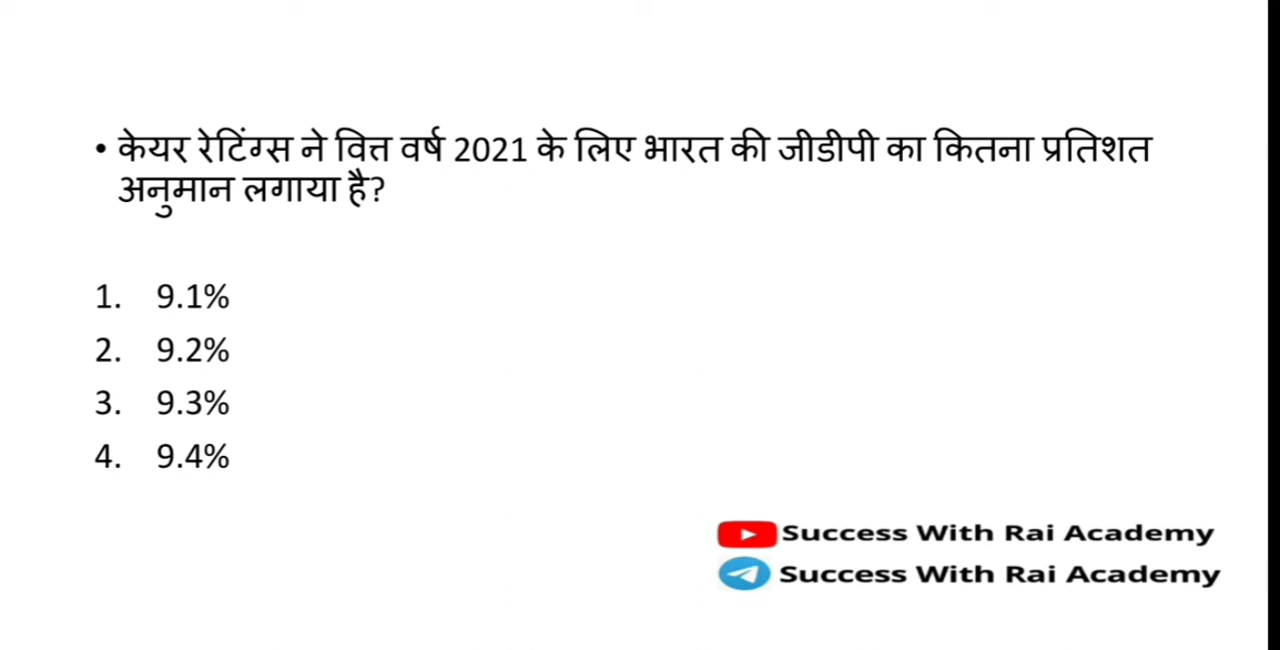 • केयर रेटिंग्स ने वित्त वर्ष 2021 के लिए भारत की जीडीपी का कितना प्रतिशत
अनुमान लगाया है?
1. 9.1%
2. 9.2%
3. 9.3%
4. 9.4%
Success With Rai Academy
Success With Rai Academy